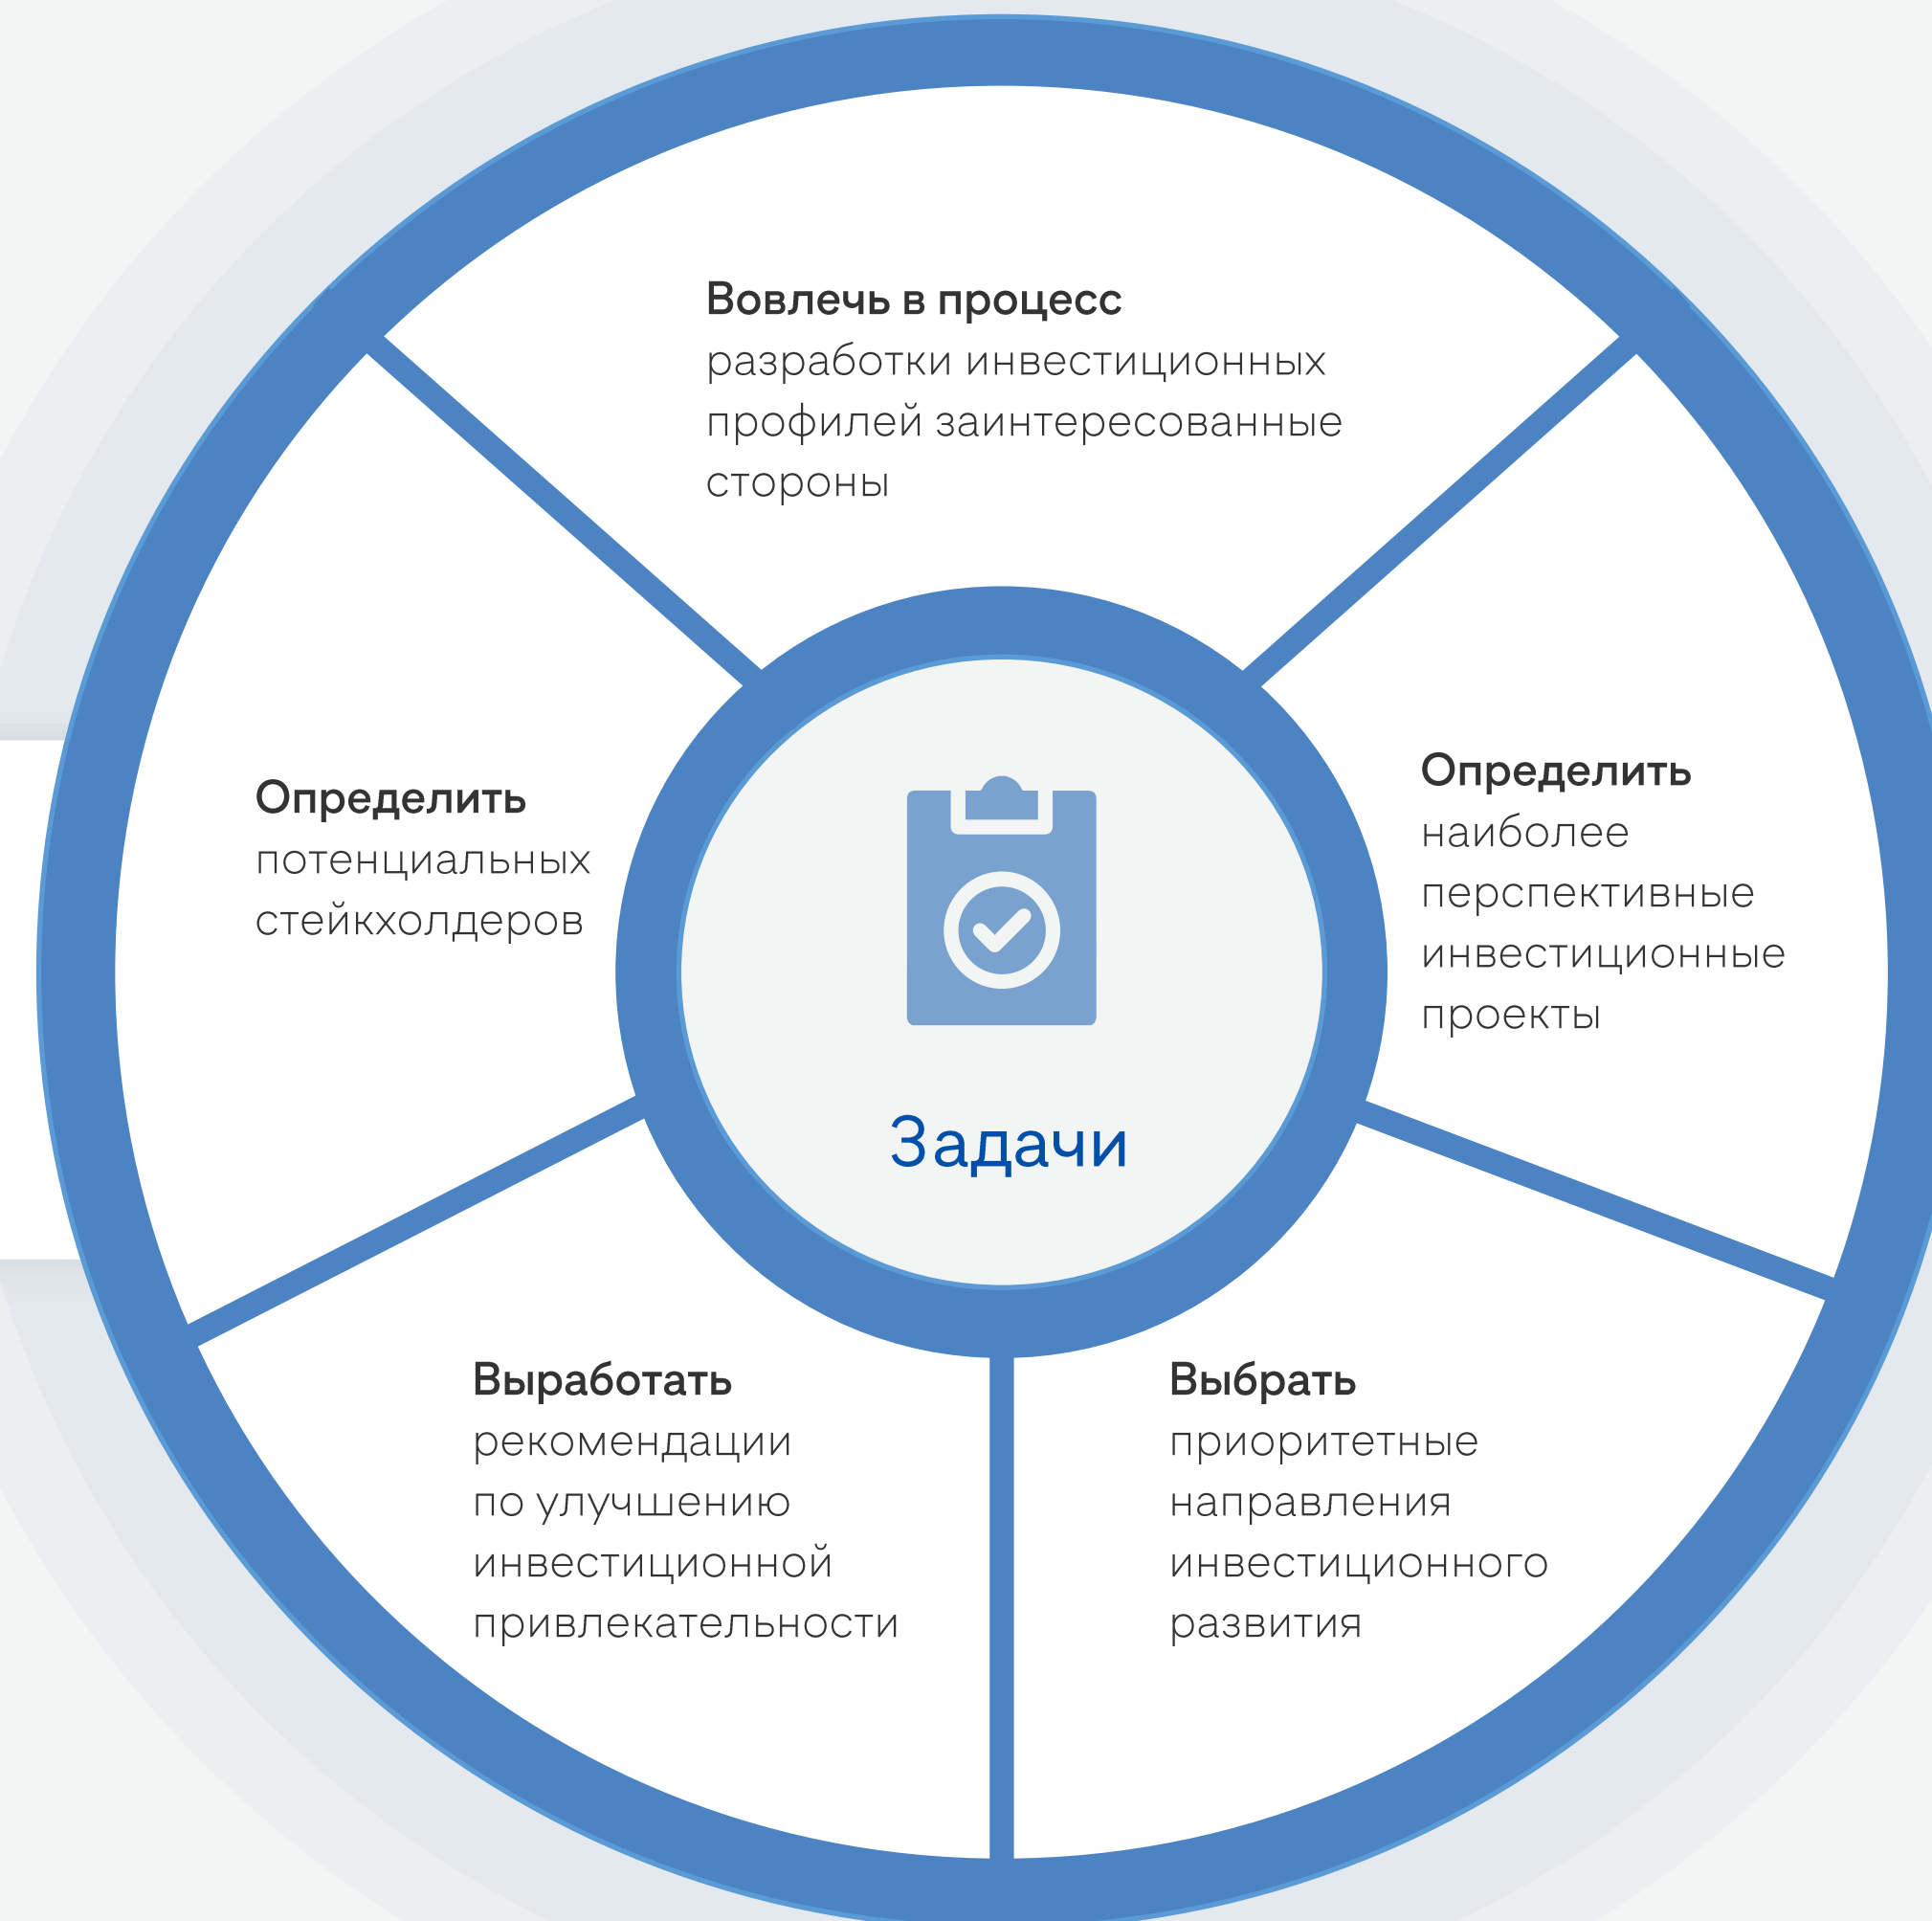 Вовлечь в процесс
разработки инвестиционных
профилей заинтересованные
стороны
Определить
потенциальных
стейкхолдеров
Определить
наиболее
перспективные
инвестиционные
проекты
Задачи
Выработать
рекомендации
по улучшению
инвестиционной
привлекательности
Выбрать
приоритетные
направления
инвестиционного
развития